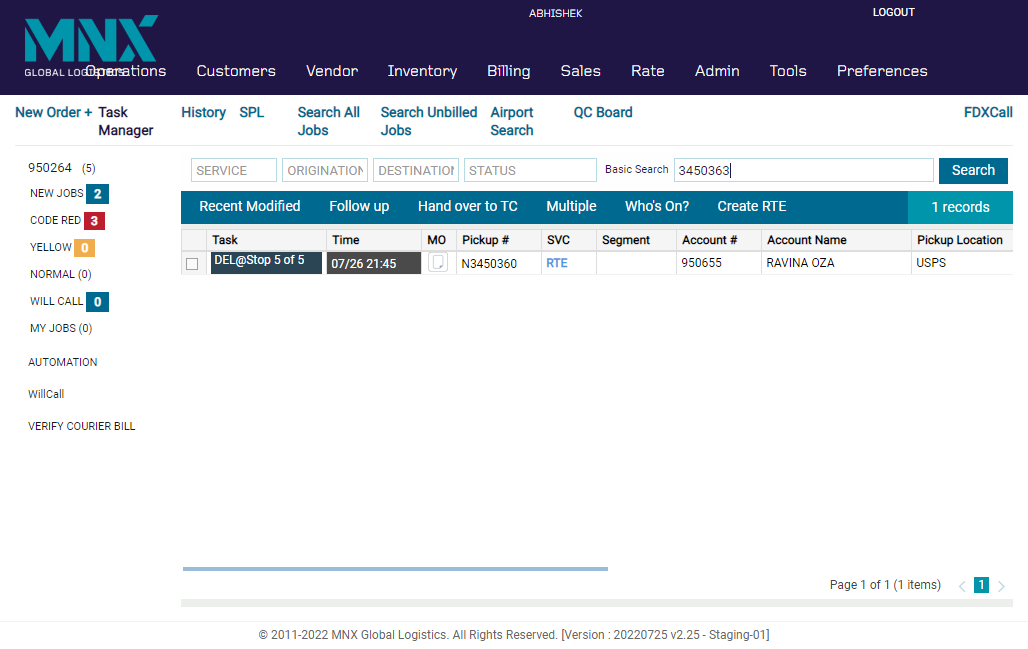 ABHISHEK
LOGOUT
MNX
GLOBAL LOGISTICS
Operations Customers Vendor Inventory Billing Sales Rate Admin Tools Preferences
New Order + Task Manager History SPL Search All Jobs Search Unbilled Jobs Airport Search QC Board FDXCall
950264 (5)
NEW JOBS 2
CODE RED 3
YELLOW 0
NORMAL (0)
WILL CALL 0
MY JOBS (0)
AUTOMATION
WillCall
VERIFY COURIER BILL
SERVICE ORIGINATION DESTINATION STATUS Basic Search 3450363 Search
Recent Modified Follow up Hand over to TC Multiple Who's On? Create RTE 1 records
Task Time MO Pickup # SVC Segment Account # Account Name Pickup Location
DEL@Stop 5 of 5 07/26 21:45 N3450360 RTE 950655 RAVINA OZA USPS
Page 1 of 1 (1 items) 1
© 2011-2022 MNX Global Logistics. All Rights Reserved. [Version : 20220725 v2.25 - Staging-01]